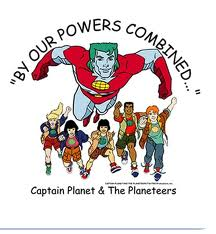 "BY OUR POWERS COMBINED..."
Captain Planet & The Planeteers